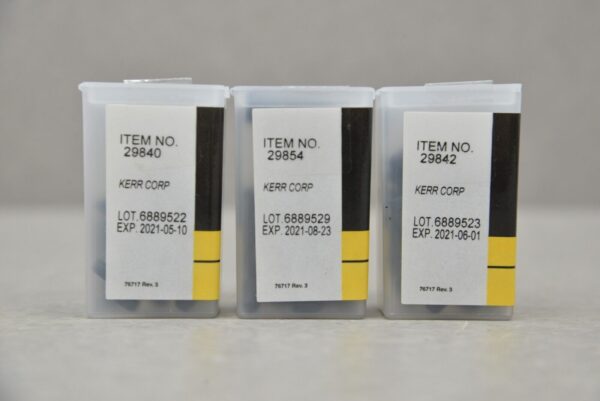 ITEM NO.
29840
KERR CORP
LOT. 6889522
EXP. 2021-05-10
76717 Rev. 3
ITEM NO.
29854
KERR CORP
LOT. 6889529
EXP. 2021-08-23
76717 Rev. 3
ITEM NO.
29842
KERR CORP
LOT. 6889523
EXP. 2021-06-01
76717 Rev. 3